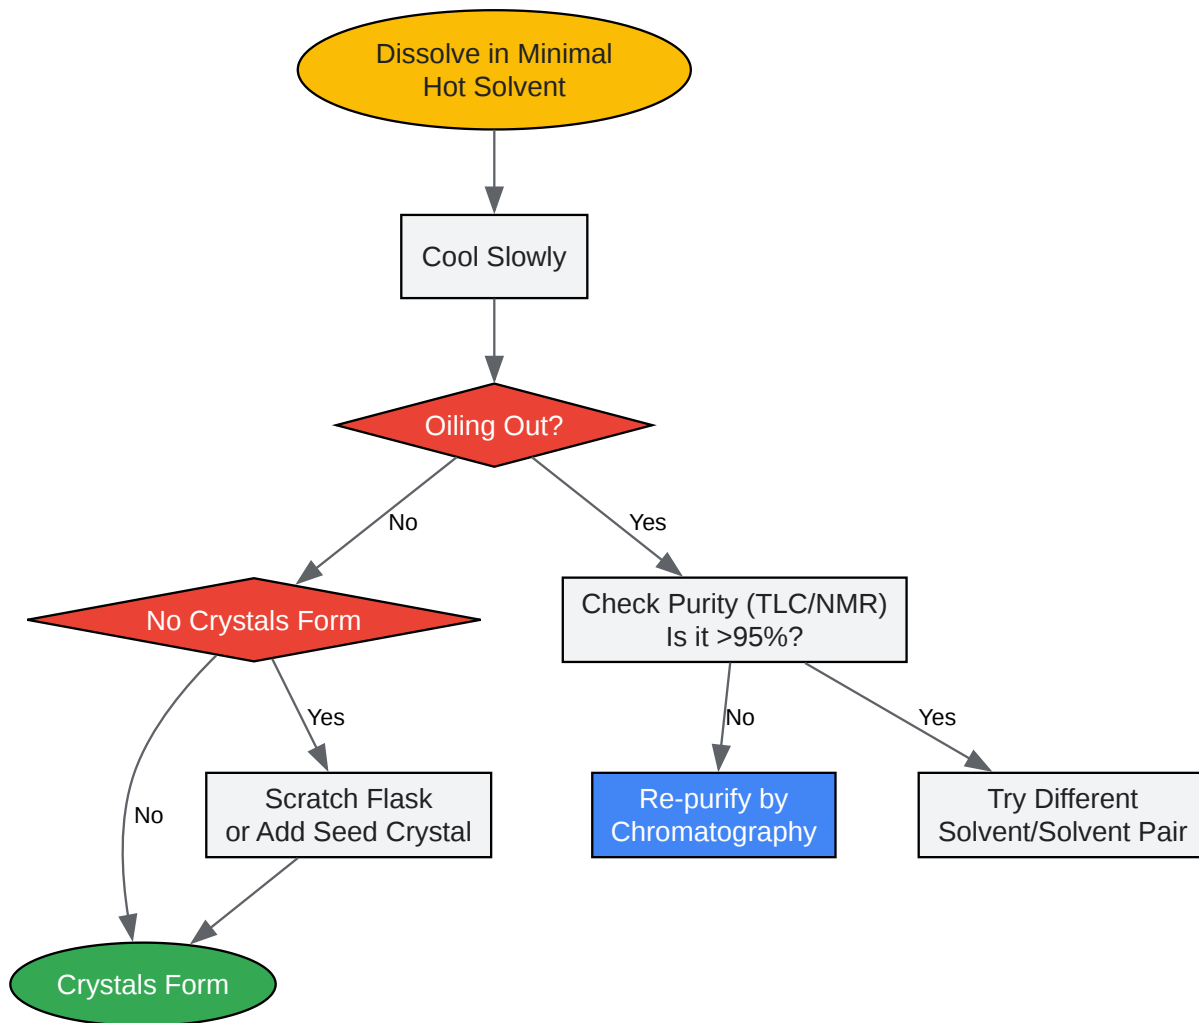 Dissolve in Minimal
Hot Solvent
Cool Slowly
Oiling Out?
No
Yes
No Crystals Form
Check Purity (TLC/NMR)
Is it >95%?
Yes
No
Yes
No
Scratch Flask
or Add Seed Crystal
Re-purify by
Chromatography
Try Different
Solvent/Solvent Pair
Crystals Form